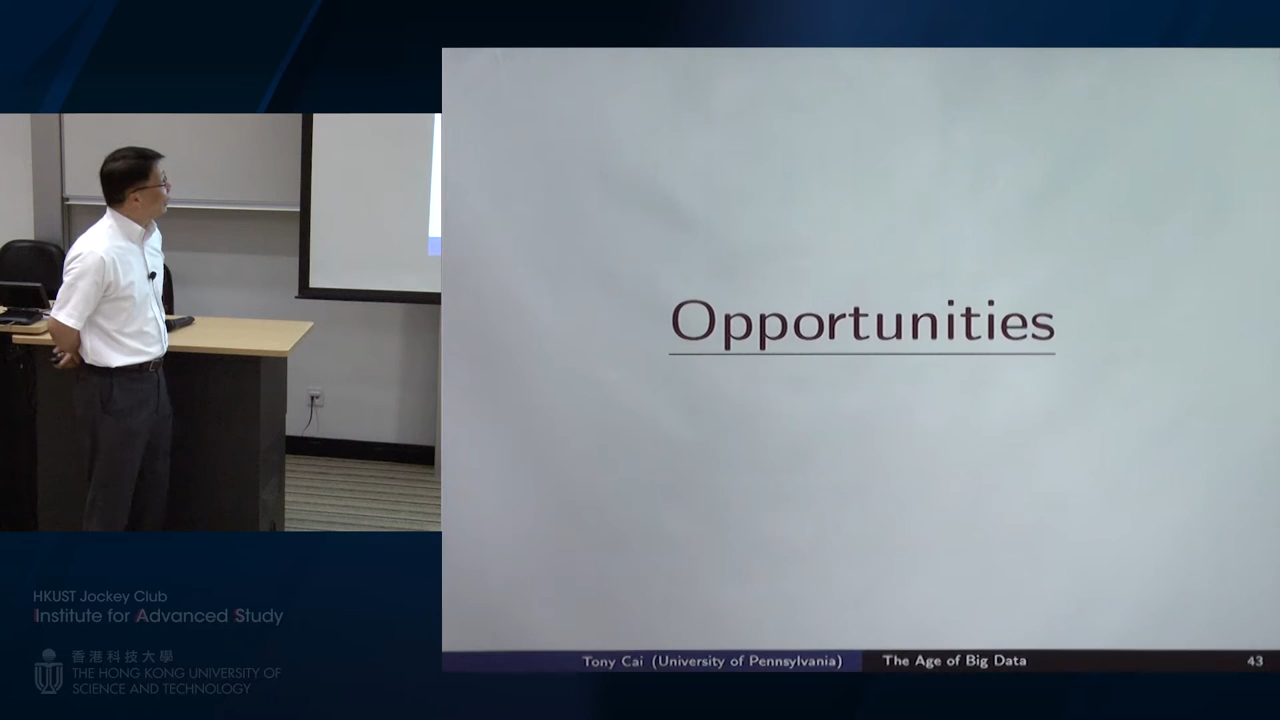 Opportunities
Tony Cai (University of Pennsylvania) The Age of Big Data 43
HKUST Jockey Club
Institute for Advanced Study
香港科技大學
THE HONG KONG UNIVERSITY OF
SCIENCE AND TECHNOLOGY